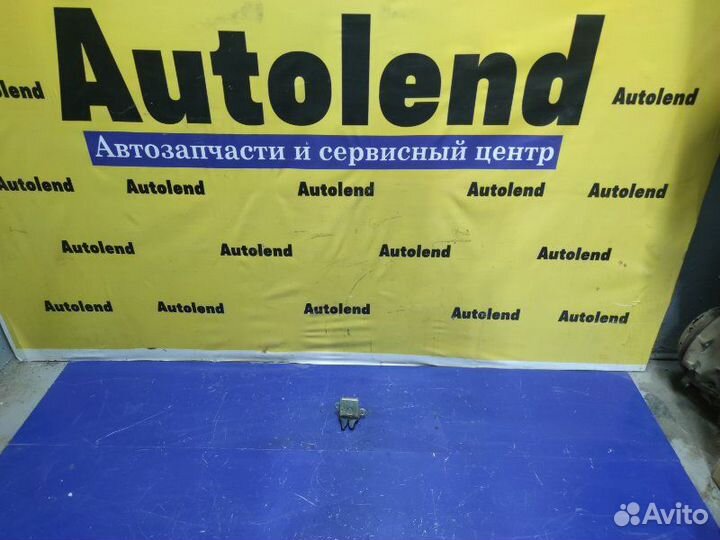 Autolend
lend
Autolend
Автозапчасти и сервисный центр
Autolend Autolend Autolend Autolend Autolend
Autolend Autolend Autolend Autolend
Autolend Autolend Autolend Autolend Autolend
Avito